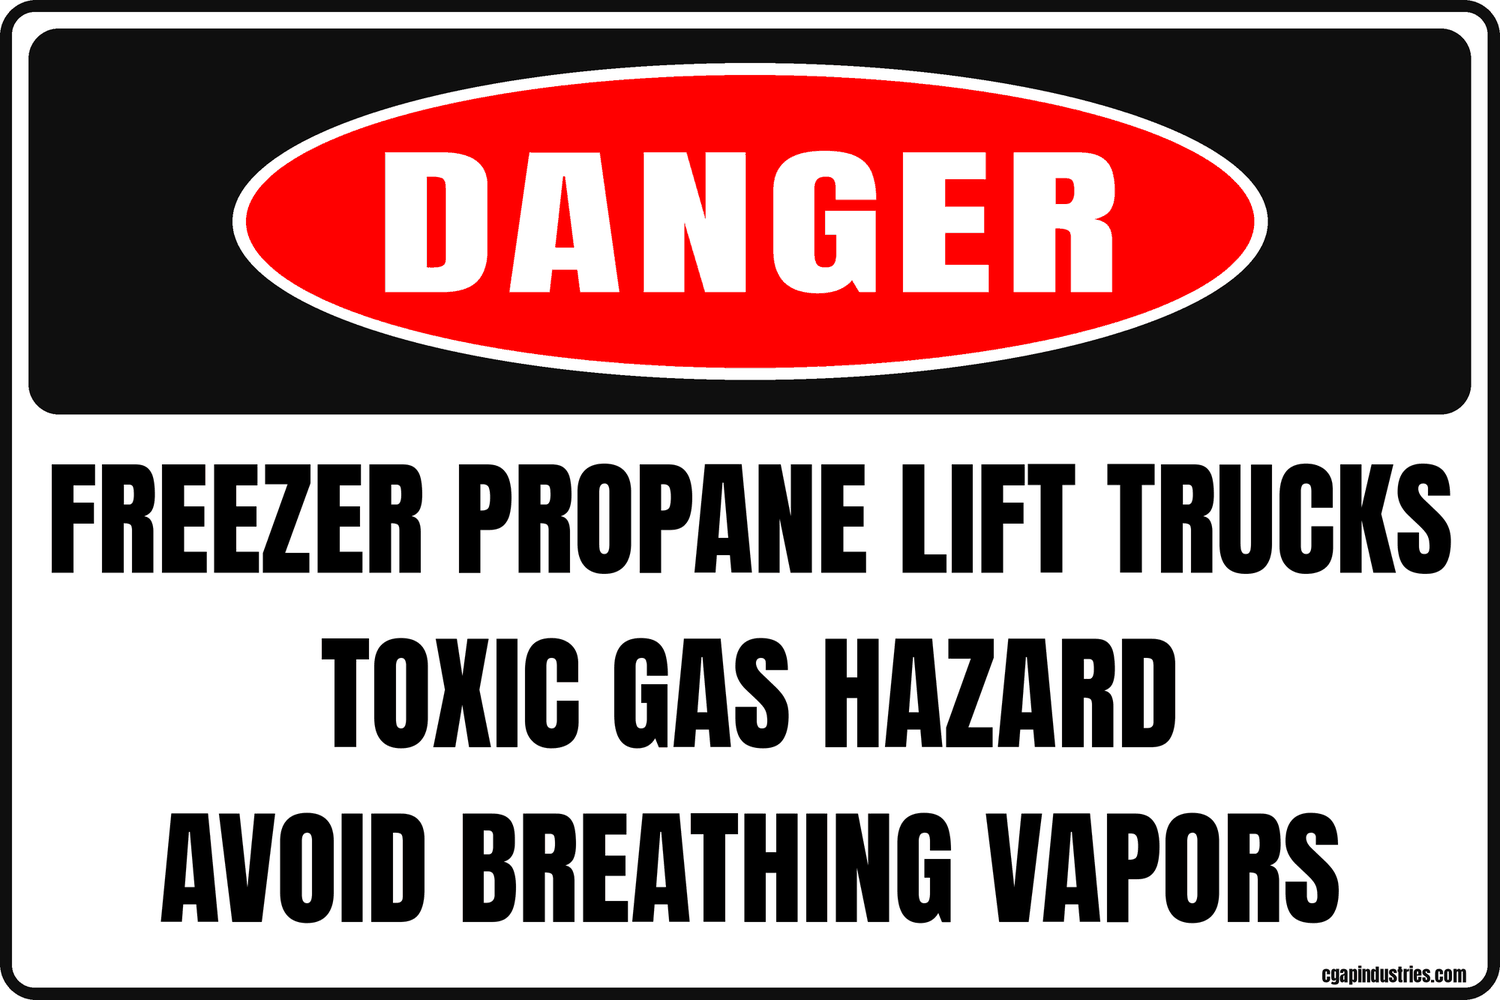 DANGER
FREEZER PROPANE LIFT TRUCKS
TOXIC GAS HAZARD
AVOID BREATHING VAPORS
cgapindustries.com